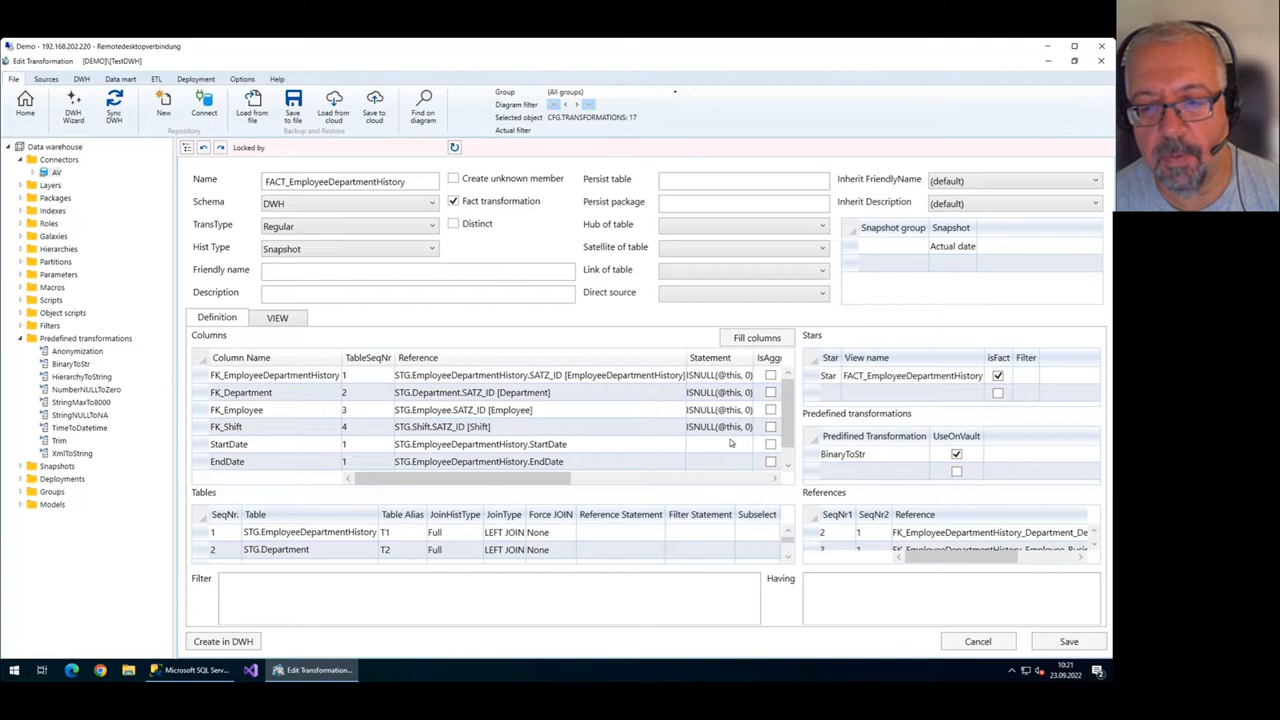 Demo - 192.168.202.220 - Remotedesktopverbindung
Edit Transformation [DEMO]\[TestDWH]
File Sources DWH Data mart ETL Deployment Options Help
Home DWH Wizard Sync DWH New Connect Load from file Save to file Load from cloud Save to cloud Find on diagram
Repository Backup and Restore
Group (All groups)
Diagram filter
Selected object CFG.TRANSFORMATIONS: 17
Actual filter
Data warehouse
Connectors
AV
Layers
Packages
Indexes
Roles
Galaxies
Hierarchies
Partitions
Parameters
Macros
Scripts
Object scripts
Filters
Predefined transformations
Anonymization
BinaryToStr
HierarchyToString
NumberNULLToZero
StringMaxTo8000
StringNULLToNA
TimeToDatetime
Trim
XmlToString
Snapshots
Deployments
Groups
Models
Locked by
Name FACT_EmployeeDepartmentHistory Create unknown member Persist table Inherit FriendlyName (default)
Schema DWH Fact transformation Persist package Inherit Description (default)
TransType Regular Distinct Hub of table Snapshot group Snapshot
Hist Type Snapshot Satellite of table Actual date
Friendly name Link of table
Description Direct source
Definition VIEW
Columns Fill columns
Column Name TableSeqNr Reference Statement IsAggr
FK_EmployeeDepartmentHistory 1 STG.EmployeeDepartmentHistory.SATZ_ID [EmployeeDepartmentHistory] ISNULL(@this, 0)
FK_Department 2 STG.Department.SATZ_ID [Department] ISNULL(@this, 0)
FK_Employee 3 STG.Employee.SATZ_ID [Employee] ISNULL(@this, 0)
FK_Shift 4 STG.Shift.SATZ_ID [Shift] ISNULL(@this, 0)
StartDate 1 STG.EmployeeDepartmentHistory.StartDate
EndDate 1 STG.EmployeeDepartmentHistory.EndDate
Stars
Star View name isFact Filter
Star FACT_EmployeeDepartmentHistory
Predefined transformations
Predefined Transformation UseOnVault
BinaryToStr
Tables
SeqNr. Table Table Alias JoinHistType JoinType Force JOIN Reference Statement Filter Statement Subselect
1 STG.EmployeeDepartmentHistory T1 Full LEFT JOIN None
2 STG.Department T2 Full LEFT JOIN None
References
SeqNr1 SeqNr2 Reference
2 1 FK_EmployeeDepartmentHistory_Department_De
Filter Having
Create in DWH Cancel Save
Microsoft SQL Serv... Edit Transformation...
10:21
23.09.2022